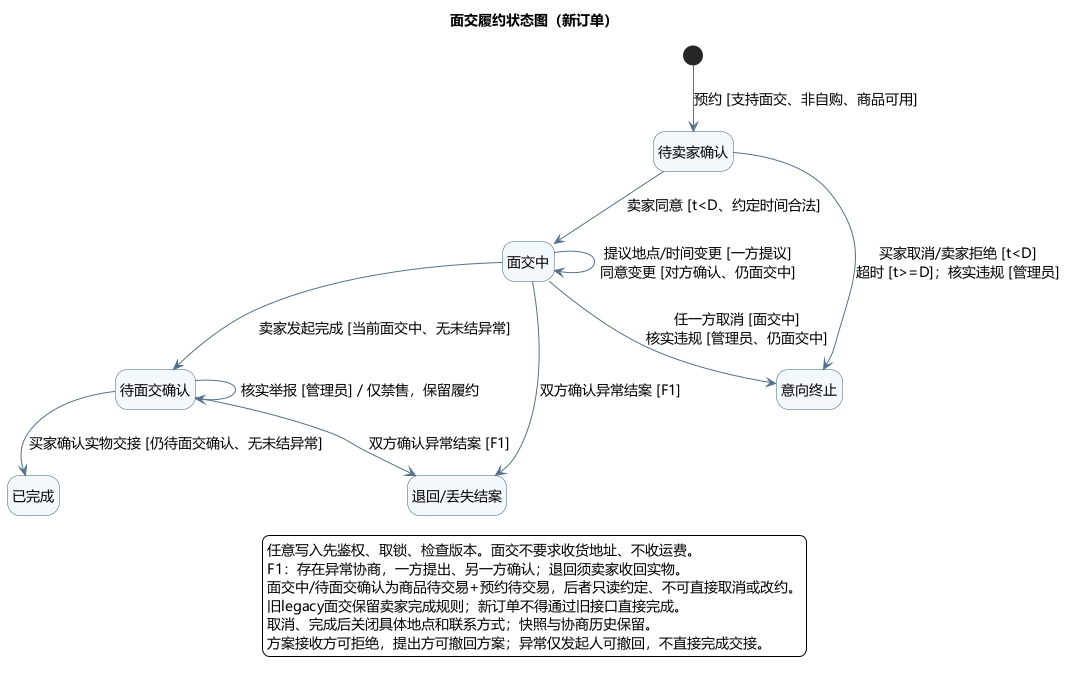 面交履约状态图（新订单）
预约 [支持面交、非自购、商品可用]
待卖家确认
卖家同意 [t<D、约定时间合法]
面交中
提议地点/时间变更 [一方提议]
同意变更 [对方确认、仍面交中]
买家取消/卖家拒绝 [t<D]
超时 [t>=D]；核实违规 [管理员]
卖家发起完成 [当前面交中、无未结异常]
任一方取消 [面交中]
核实违规 [管理员、仍面交中]
待面交确认
核实举报 [管理员] / 仅禁售，保留履约
双方确认异常结案 [F1]
意向终止
买家确认实物交接 [仍待面交确认、无未结异常]
双方确认异常结案 [F1]
已完成
退回/丢失结案
任意写入先鉴权、取锁、检查版本。面交不要求收货地址、不收运费。
F1：存在异常协商，一方提出、另一方确认；退回须卖家收回实物。
面交中/待面交确认为商品待交易+预约待交易，后者只读约定、不可直接取消或改约。
旧legacy面交保留卖家完成规则；新订单不得通过旧接口直接完成。
取消、完成后关闭具体地点和联系方式；快照与协商历史保留。
方案接收方可拒绝，提出方可撤回方案；异常仅发起人可撤回，不直接完成交接。